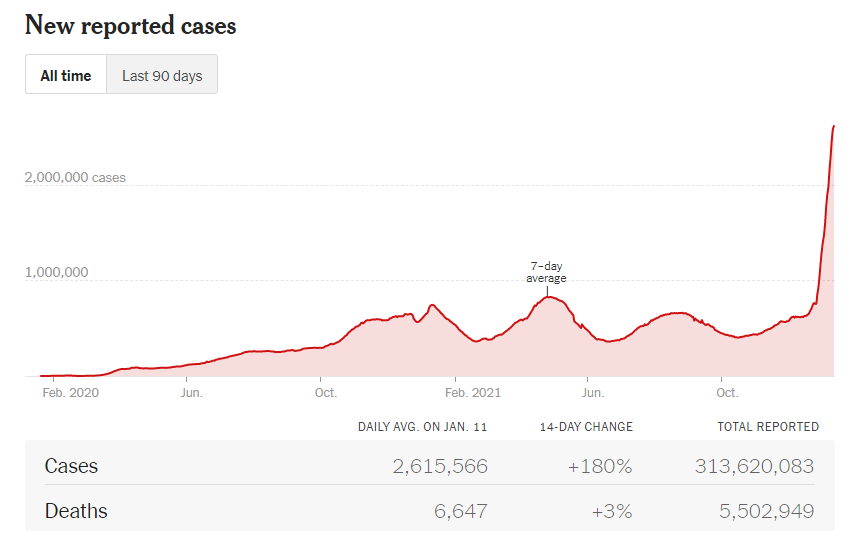 New reported cases
All time Last 90 days
2,000,000 cases
1,000,000
7–day
average
Feb. 2020 Jun. Oct. Feb. 2021 Jun. Oct.
DAILY AVG. ON JAN. 11 14-DAY CHANGE TOTAL REPORTED
Cases 2,615,566 +180% 313,620,083
Deaths 6,647 +3% 5,502,949